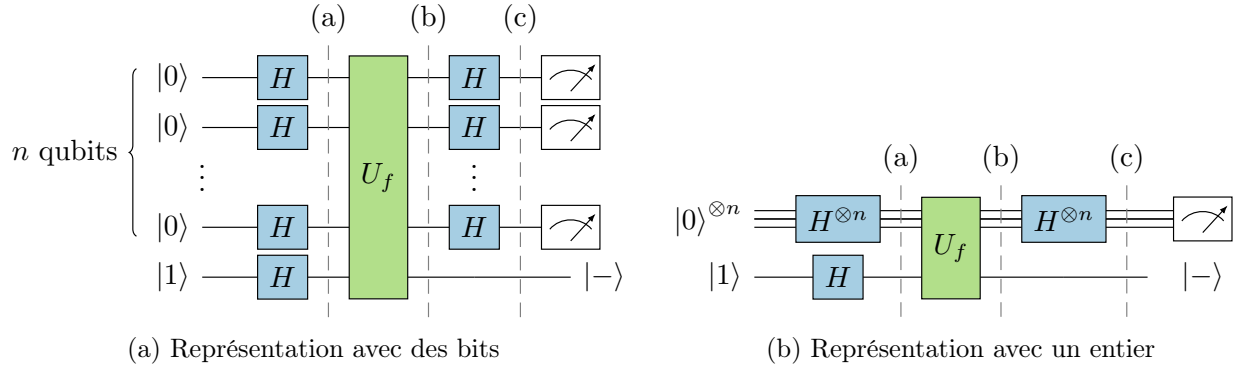 (a) (b) (c)
|0⟩ H H
|0⟩ H H
n qubits
⋮ U_f ⋮
|0⟩ H H
|1⟩ H |−⟩
(a) Représentation avec des bits
(a) (b) (c)
|0⟩^{⊗n} H^{⊗n} U_f H^{⊗n}
|1⟩ H |−⟩
(b) Représentation avec un entier